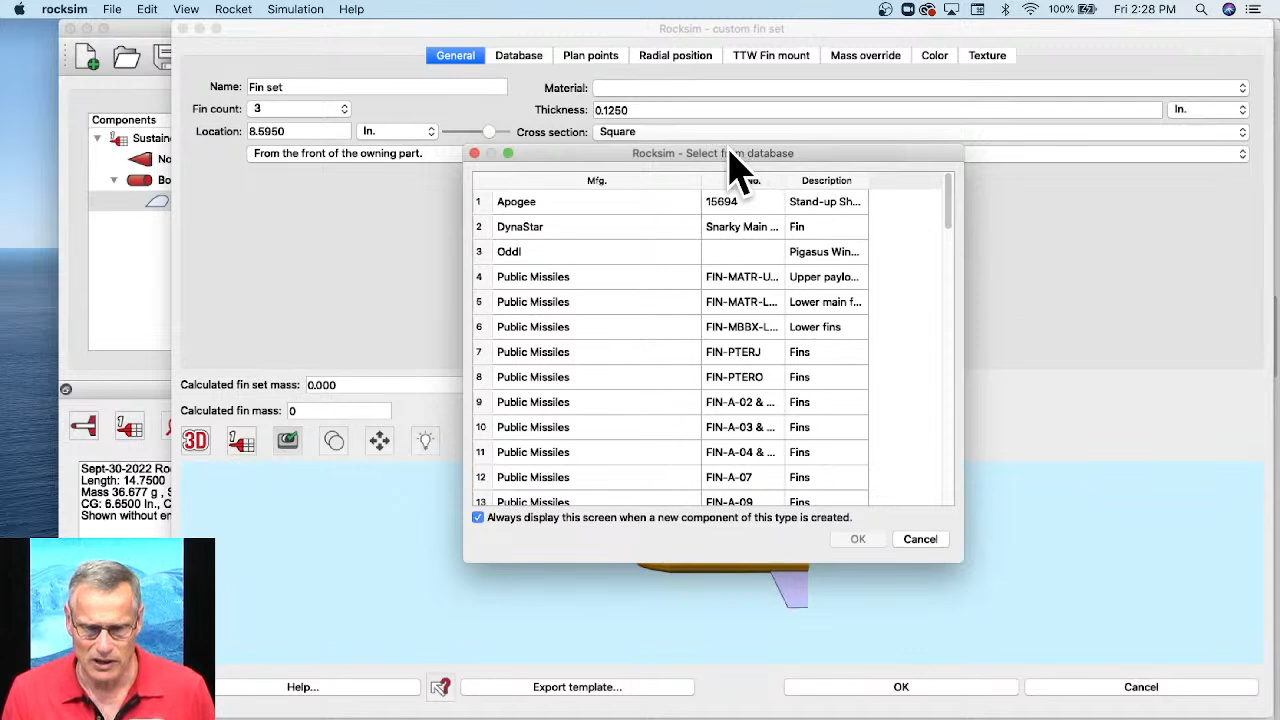 rocksim File Edit View Rocket Simulation Help 100% Fri 2:28 PM
Rocksim - custom fin set
General Database Plan points Radial position TTW Fin mount Mass override Color Texture
Name: Fin set Material:
Fin count: 3 Thickness: 0.1250 In.
Location: 8.5950 In. Cross section: Square
From the front of the owning part.
Components
Sustain
No
Bo
Rocksim - Select from database
Mfg. No. Description
1 Apogee 15694 Stand-up Sh...
2 DynaStar Snarky Main ... Fin
3 Oddl Pigasus Win...
4 Public Missiles FIN-MATR-U... Upper paylo...
5 Public Missiles FIN-MATR-L... Lower main f...
6 Public Missiles FIN-MBBX-L... Lower fins
7 Public Missiles FIN-PTERJ Fins
8 Public Missiles FIN-PTERO Fins
9 Public Missiles FIN-A-02 & ... Fins
10 Public Missiles FIN-A-03 & ... Fins
11 Public Missiles FIN-A-04 & ... Fins
12 Public Missiles FIN-A-07 Fins
13 Public Missiles FIN-A-09 Fins
Always display this screen when a new component of this type is created.
OK Cancel
Calculated fin set mass: 0.000
Calculated fin mass: 0
3D
Sept-30-2022 Ro
Length: 14.7500
Mass 36.677 g , S
CG: 6.6500 In.,
Shown without en
Help... Export template... OK Cancel